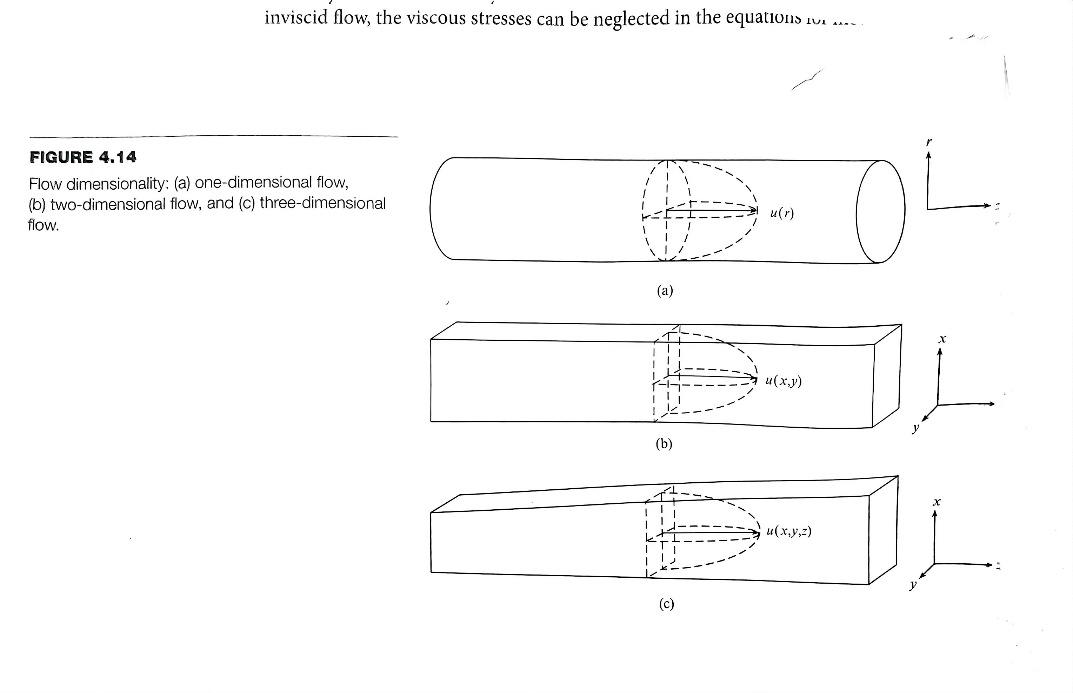 inviscid flow, the viscous stresses can be neglected in the equations
FIGURE 4.14
Flow dimensionality: (a) one-dimensional flow,
(b) two-dimensional flow, and (c) three-dimensional
flow.
r
u(r)
(a)
x
u(x,y)
y
(b)
x
u(x,y,z)
y
(c)